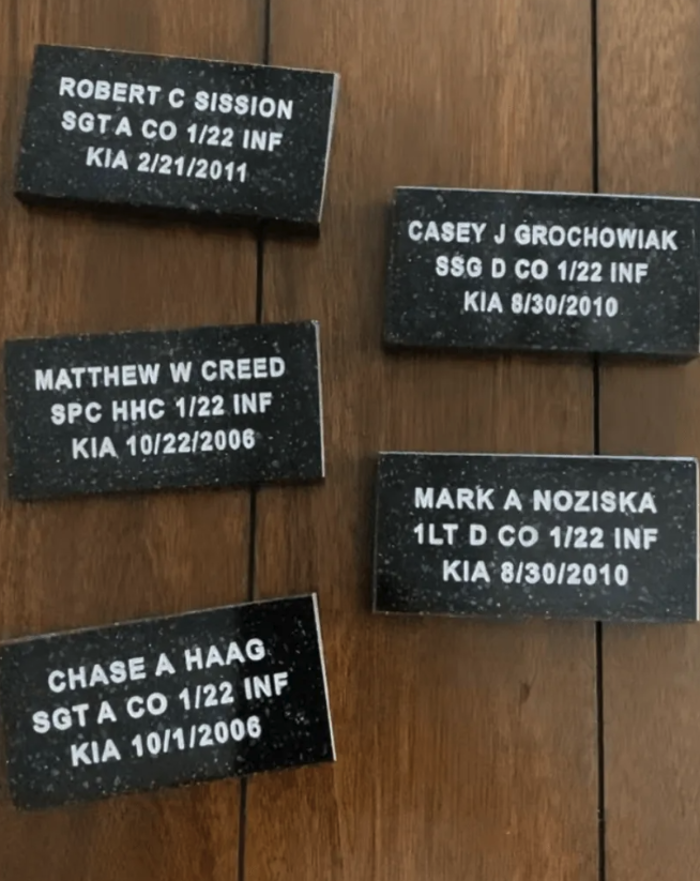 ROBERT C SISSION
SGT A CO 1/22 INF
KIA 2/21/2011
CASEY J GROCHOWIAK
SSG D CO 1/22 INF
KIA 8/30/2010
MATTHEW W CREED
SPC HHC 1/22 INF
KIA 10/22/2006
MARK A NOZISKA
1LT D CO 1/22 INF
KIA 8/30/2010
CHASE A HAAG
SGT A CO 1/22 INF
KIA 10/1/2006